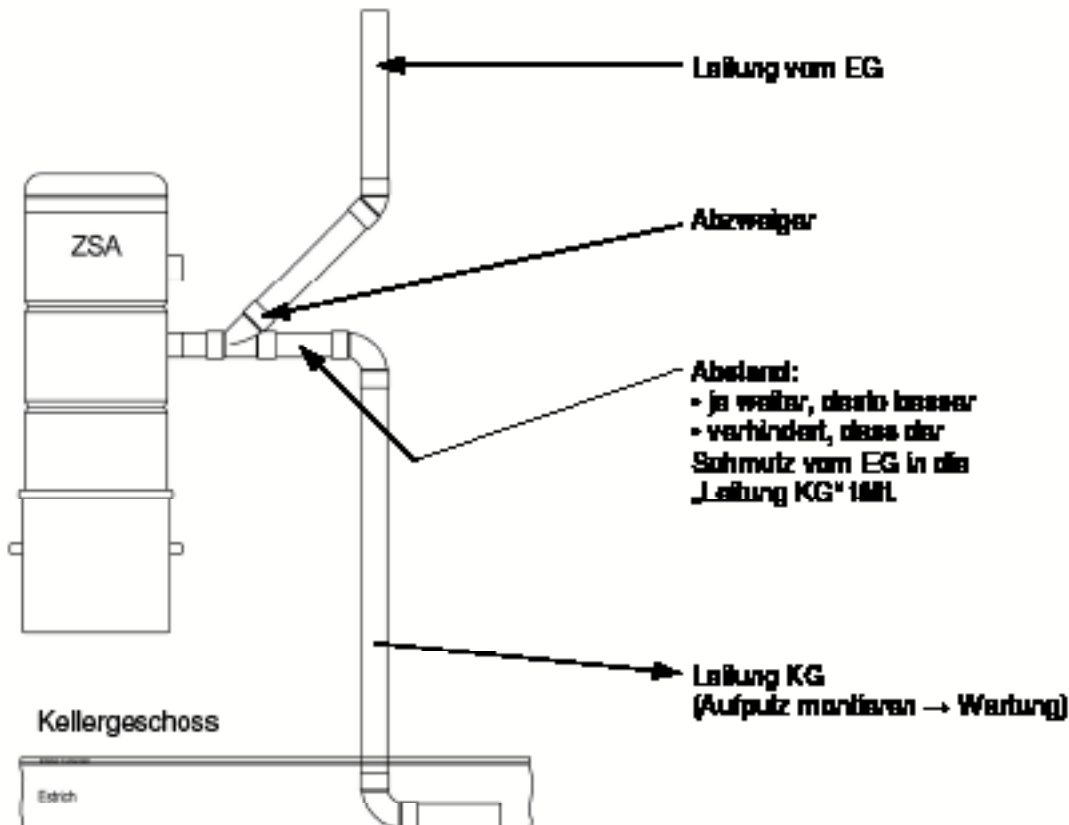 Leitung vom EG
ZSA
Abzweiger
Abstand:
- je weiter, desto besser
- verhindert, dass der
Schmutz vom EG in die
„Leitung KG“ fällt.
Leitung KG
(Aufputz montieren → Wartung)
Kellergeschoss
Estrich